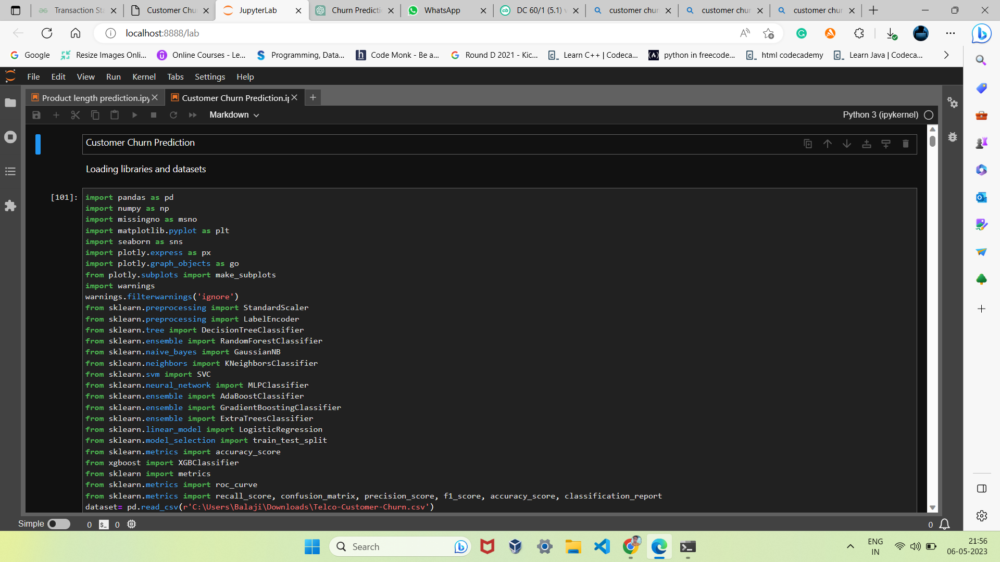 Transaction Sta
Customer Chu
JupyterLab
Churn Predicti
WhatsApp
DC 60/1 (5.1) v
customer chur
customer chur
customer chur
localhost:8888/lab
Google
Resize Images Onli...
Online Courses - Le...
Programming, Data...
Code Monk - Be a...
Round D 2021 - Kic...
Learn C++ | Codeca...
python in freecode...
html codecademy
Learn Java | Codeca...
File Edit View Run Kernel Tabs Settings Help
Product length prediction.ipy
Customer Churn Prediction.i
Markdown
Python 3 (ipykernel)
Customer Churn Prediction
Loading libraries and datasets
[101]:
import pandas as pd
import numpy as np
import missingno as msno
import matplotlib.pyplot as plt
import seaborn as sns
import plotly.express as px
import plotly.graph_objects as go
from plotly.subplots import make_subplots
import warnings
warnings.filterwarnings('ignore')
from sklearn.preprocessing import StandardScaler
from sklearn.preprocessing import LabelEncoder
from sklearn.tree import DecisionTreeClassifier
from sklearn.ensemble import RandomForestClassifier
from sklearn.naive_bayes import GaussianNB
from sklearn.neighbors import KNeighborsClassifier
from sklearn.svm import SVC
from sklearn.neural_network import MLPClassifier
from sklearn.ensemble import AdaBoostClassifier
from sklearn.ensemble import GradientBoostingClassifier
from sklearn.ensemble import ExtraTreesClassifier
from sklearn.linear_model import LogisticRegression
from sklearn.model_selection import train_test_split
from sklearn.metrics import accuracy_score
from xgboost import XGBClassifier
from sklearn import metrics
from sklearn.metrics import roc_curve
from sklearn.metrics import recall_score, confusion_matrix, precision_score, f1_score, accuracy_score, classification_report
dataset= pd.read_csv(r'C:\Users\Balaji\Downloads\Telco-Customer-Churn.csv')
Simple
0
0
0
Search
ENG
IN
21:56
06-05-2023